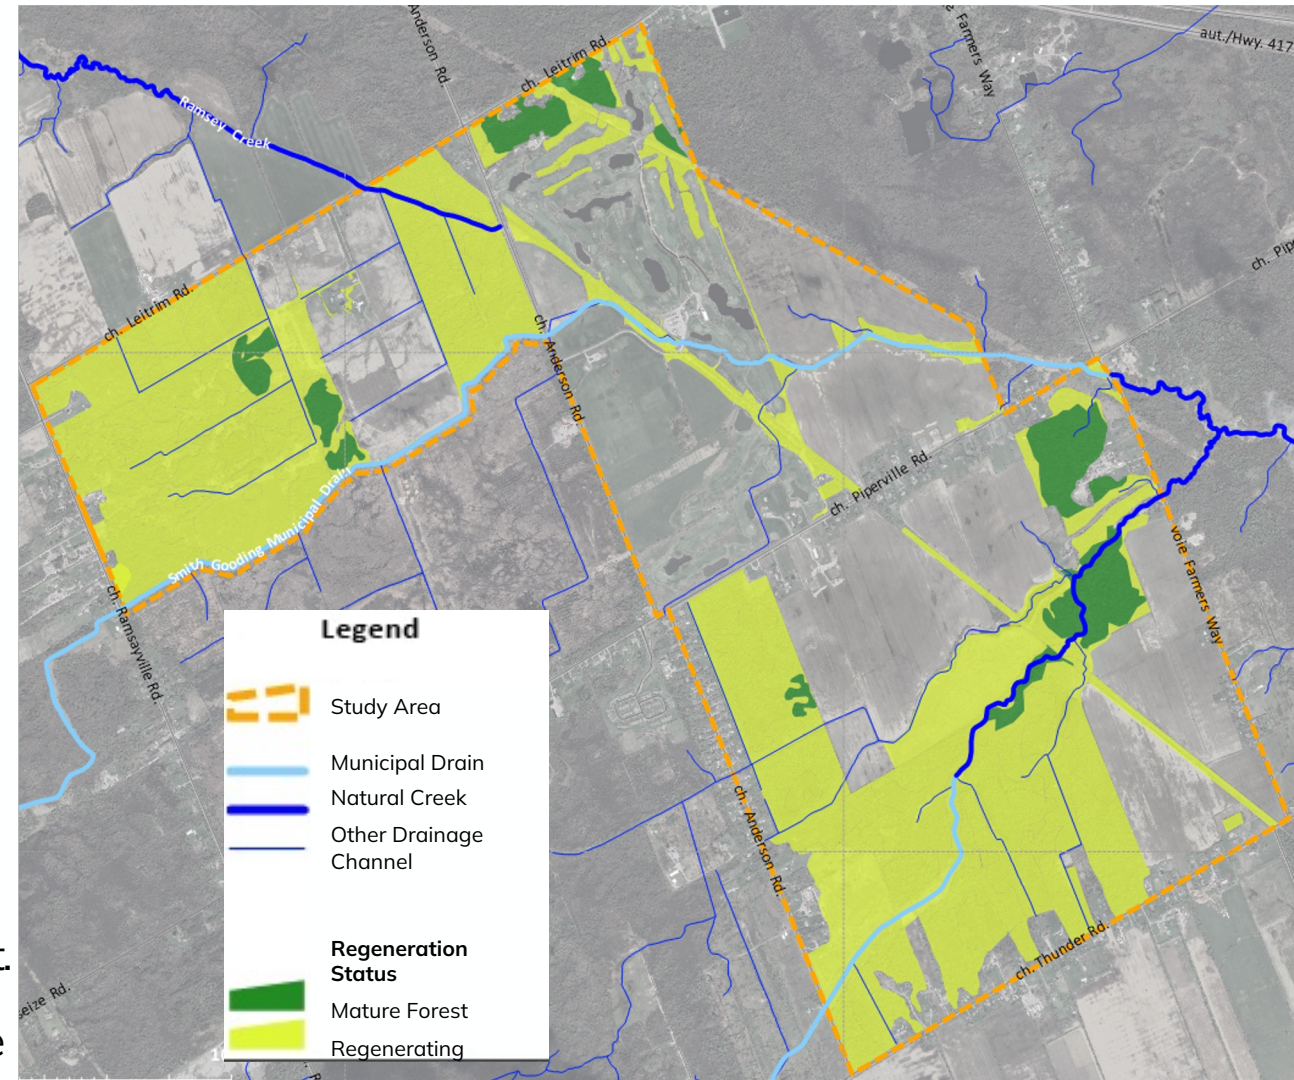 Anderson Rd.
ch. Leitrim Rd.
e Farmers Way
aut./Hwy. 417
Ramsey Creek
ch. Pip
ch. Leitrim Rd.
ch. Anderson Rd.
ch. Piperville Rd.
Smith Gooding Municipal Drain
voie Farmers Way
ch. Ramsayville Rd.
ch. Anderson Rd.
ch. Thunder Rd.
t.
seize Rd.
e
Legend
Study Area
Municipal Drain
Natural Creek
Other Drainage
Channel
Regeneration
Status
Mature Forest
Regenerating